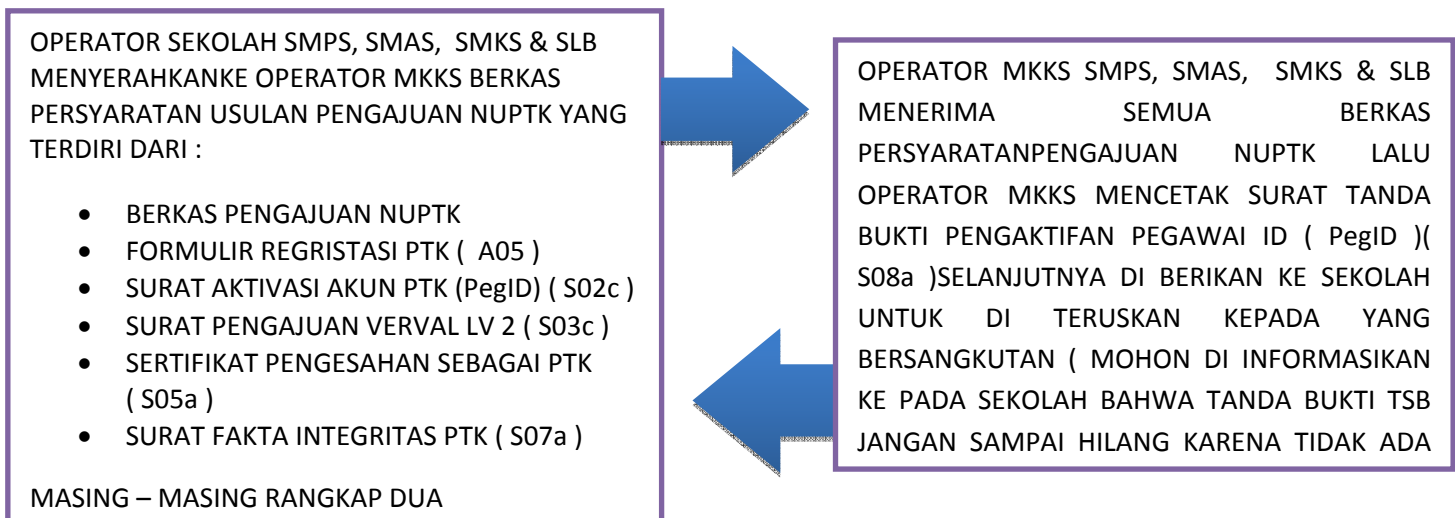 OPERATOR SEKOLAH SMPS, SMAS, SMKS & SLB
MENYERAHKANKE OPERATOR MKKS BERKAS
PERSYARATAN USULAN PENGAJUAN NUPTK YANG
TERDIRI DARI :
• BERKAS PENGAJUAN NUPTK
• FORMULIR REGRISTASI PTK ( A05 )
• SURAT AKTIVASI AKUN PTK (PegID) ( S02c )
• SURAT PENGAJUAN VERVAL LV 2 ( S03c )
• SERTIFIKAT PENGESAHAN SEBAGAI PTK
( S05a )
• SURAT FAKTA INTEGRITAS PTK ( S07a )
MASING – MASING RANGKAP DUA
OPERATOR MKKS SMPS, SMAS, SMKS & SLB
MENERIMA SEMUA BERKAS
PERSYARATANPENGAJUAN NUPTK LALU
OPERATOR MKKS MENCETAK SURAT TANDA
BUKTI PENGAKTIFAN PEGAWAI ID ( PegID )(
S08a )SELANJUTNYA DI BERIKAN KE SEKOLAH
UNTUK DI TERUSKAN KEPADA YANG
BERSANGKUTAN ( MOHON DI INFORMASIKAN
KE PADA SEKOLAH BAHWA TANDA BUKTI TSB
JANGAN SAMPAI HILANG KARENA TIDAK ADA